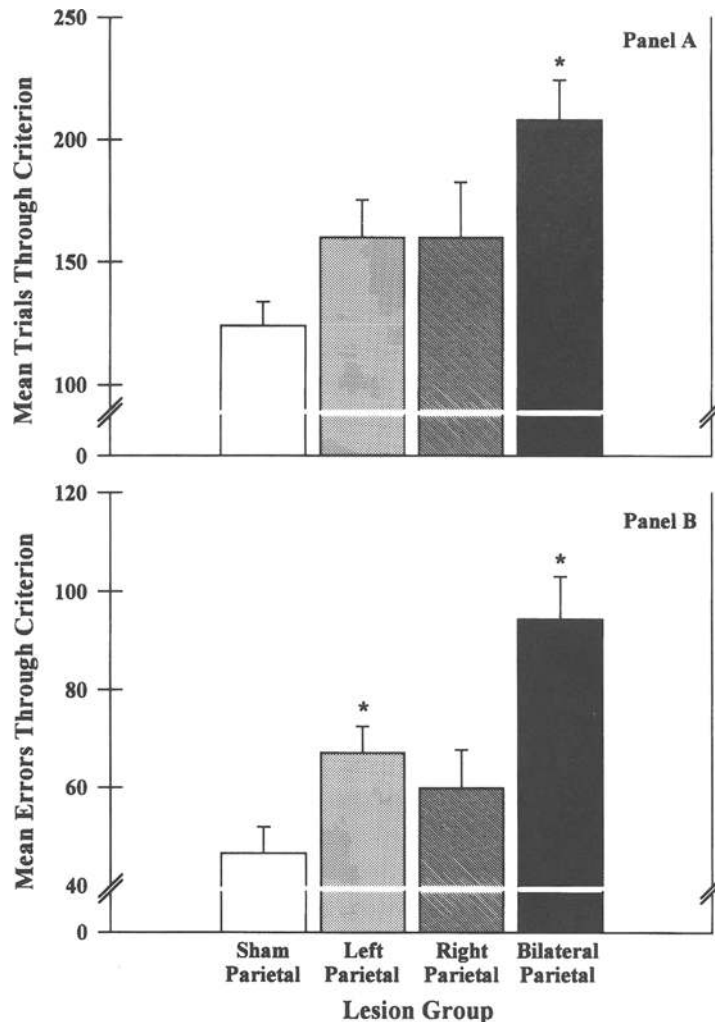 250
Panel A
*
200
150
100
0
Mean Trials Through Criterion
120
Panel B
*
100
80
*
60
40
0
Mean Errors Through Criterion
Sham Parietal
Left Parietal
Right Parietal
Bilateral Parietal
Lesion Group